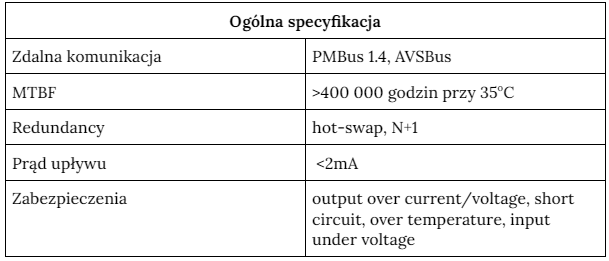 Ogólna specyfikacja
Zdalna komunikacja
PMBus 1.4, AVSBus
MTBF
>400 000 godzin przy 35°C
Redundancy
hot-swap, N+1
Prąd upływu
<2mA
Zabezpieczenia
output over current/voltage, short
circuit, over temperature, input
under voltage